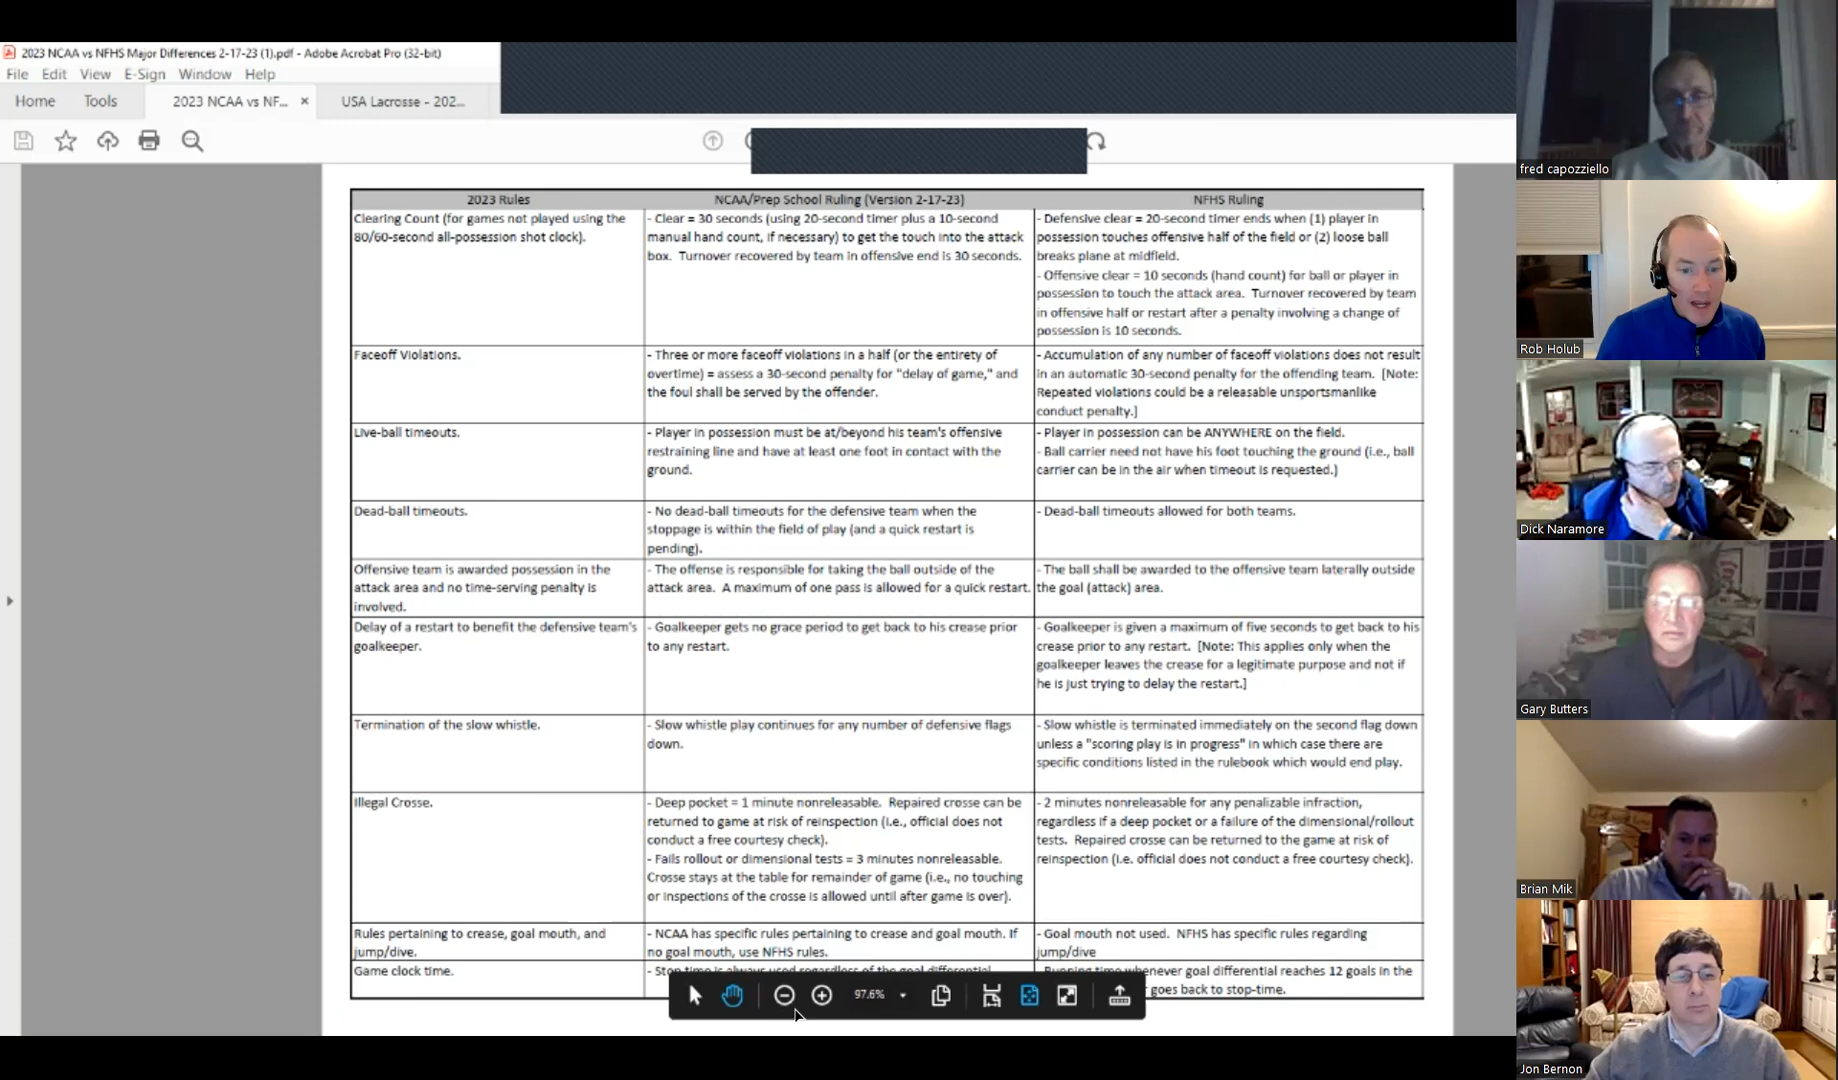 2023 NCAA vs NFHS Major Differences 2-17-23 (1).pdf - Adobe Acrobat Pro (32-bit)
File Edit View E-Sign Window Help
Home Tools 2023 NCAA vs NF... × USA Lacrosse - 202...
2023 Rules
NCAA/Prep School Ruling (Version 2-17-23)
NFHS Ruling
Clearing Count (for games not played using the
80/60-second all-possession shot clock).
- Clear = 30 seconds (using 20-second timer plus a 10-second
manual hand count, if necessary) to get the touch into the attack
box. Turnover recovered by team in offensive end is 30 seconds.
- Defensive clear = 20-second timer ends when (1) player in
possession touches offensive half of the field or (2) loose ball
breaks plane at midfield.
- Offensive clear = 10 seconds (hand count) for ball or player in
possession to touch the attack area. Turnover recovered by team
in offensive half or restart after a penalty involving a change of
possession is 10 seconds.
Faceoff Violations.
- Three or more faceoff violations in a half (or the entirety of
overtime) = assess a 30-second penalty for "delay of game," and
the foul shall be served by the offender.
- Accumulation of any number of faceoff violations does not result
in an automatic 30-second penalty for the offending team. [Note:
Repeated violations could be a releasable unsportsmanlike
conduct penalty.]
Live-ball timeouts.
- Player in possession must be at/beyond his team's offensive
restraining line and have at least one foot in contact with the
ground.
- Player in possession can be ANYWHERE on the field.
- Ball carrier need not have his foot touching the ground (i.e., ball
carrier can be in the air when timeout is requested.)
Dead-ball timeouts.
- No dead-ball timeouts for the defensive team when the
stoppage is within the field of play (and a quick restart is
pending).
- Dead-ball timeouts allowed for both teams.
Offensive team is awarded possession in the
attack area and no time-serving penalty is
involved.
- The offense is responsible for taking the ball outside of the
attack area. A maximum of one pass is allowed for a quick restart.
- The ball shall be awarded to the offensive team laterally outside
the goal (attack) area.
Delay of a restart to benefit the defensive team's
goalkeeper.
- Goalkeeper gets no grace period to get back to his crease prior
to any restart.
- Goalkeeper is given a maximum of five seconds to get back to his
crease prior to any restart. [Note: This applies only when the
goalkeeper leaves the crease for a legitimate purpose and not if
he is just trying to delay the restart.]
Termination of the slow whistle.
- Slow whistle play continues for any number of defensive flags
down.
- Slow whistle is terminated immediately on the second flag down
unless a "scoring play is in progress" in which case there are
specific conditions listed in the rulebook which would end play.
Illegal Crosse.
- Deep pocket = 1 minute nonreleasable. Repaired crosse can be
returned to game at risk of reinspection (i.e., official does not
conduct a free courtesy check).
- Fails rollout or dimensional tests = 3 minutes nonreleasable.
Crosse stays at the table for remainder of game (i.e., no touching
or inspections of the crosse is allowed until after game is over).
- 2 minutes nonreleasable for any penalizable infraction,
regardless if a deep pocket or a failure of the dimensional/rollout
tests. Repaired crosse can be returned to the game at risk of
reinspection (i.e. official does not conduct a free courtesy check).
Rules pertaining to crease, goal mouth, and
jump/dive.
- NCAA has specific rules pertaining to crease and goal mouth. If
no goal mouth, use NFHS rules.
- Goal mouth not used. NFHS has specific rules regarding
jump/dive
Game clock time.
- Stop time is always used regardless of the goal differential
- Running time whenever goal differential reaches 12 goals in the
goes back to stop-time.
97.6%
fred capozziello
Rob Holub
Dick Naramore
Gary Butters
Brian Mik
Jon Bernon